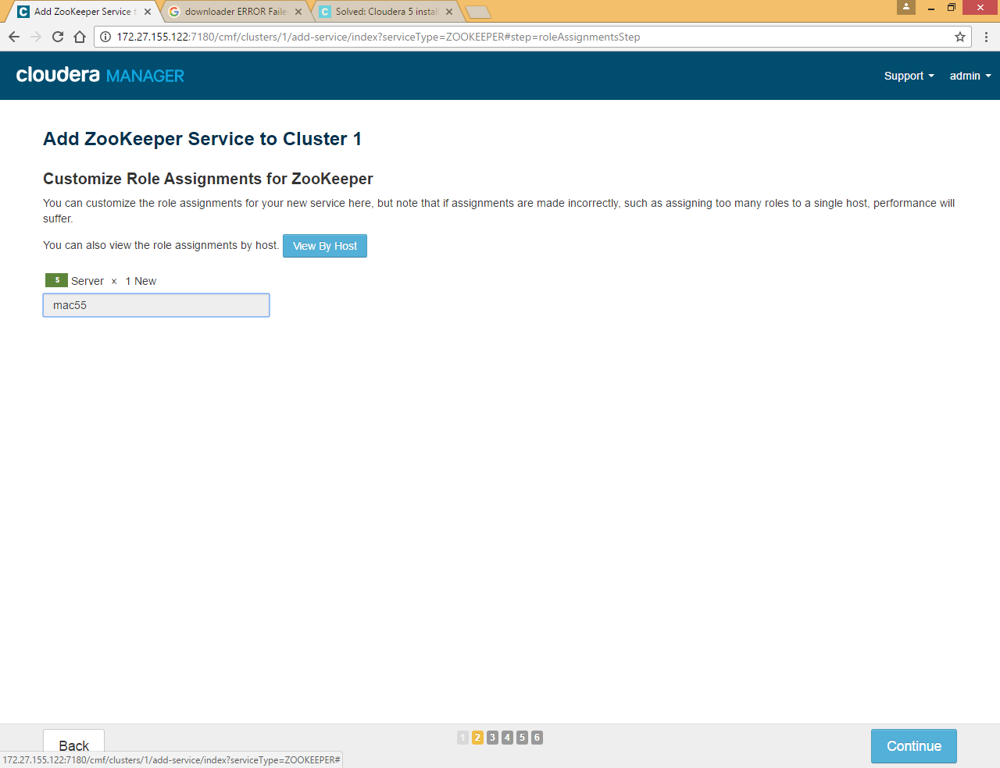 Add ZooKeeper Service t
downloader ERROR Faile
Solved: Cloudera 5 instal
172.27.155.122:7180/cmf/clusters/1/add-service/index?serviceType=ZOOKEEPER#step=roleAssignmentsStep
cloudera MANAGER
Support
admin
Add ZooKeeper Service to Cluster 1
Customize Role Assignments for ZooKeeper
You can customize the role assignments for your new service here, but note that if assignments are made incorrectly, such as assigning too many roles to a single host, performance will
suffer.
You can also view the role assignments by host. View By Host
S Server × 1 New
mac55
Back
1 2 3 4 5 6
Continue
172.27.155.122:7180/cmf/clusters/1/add-service/index?serviceType=ZOOKEEPER#